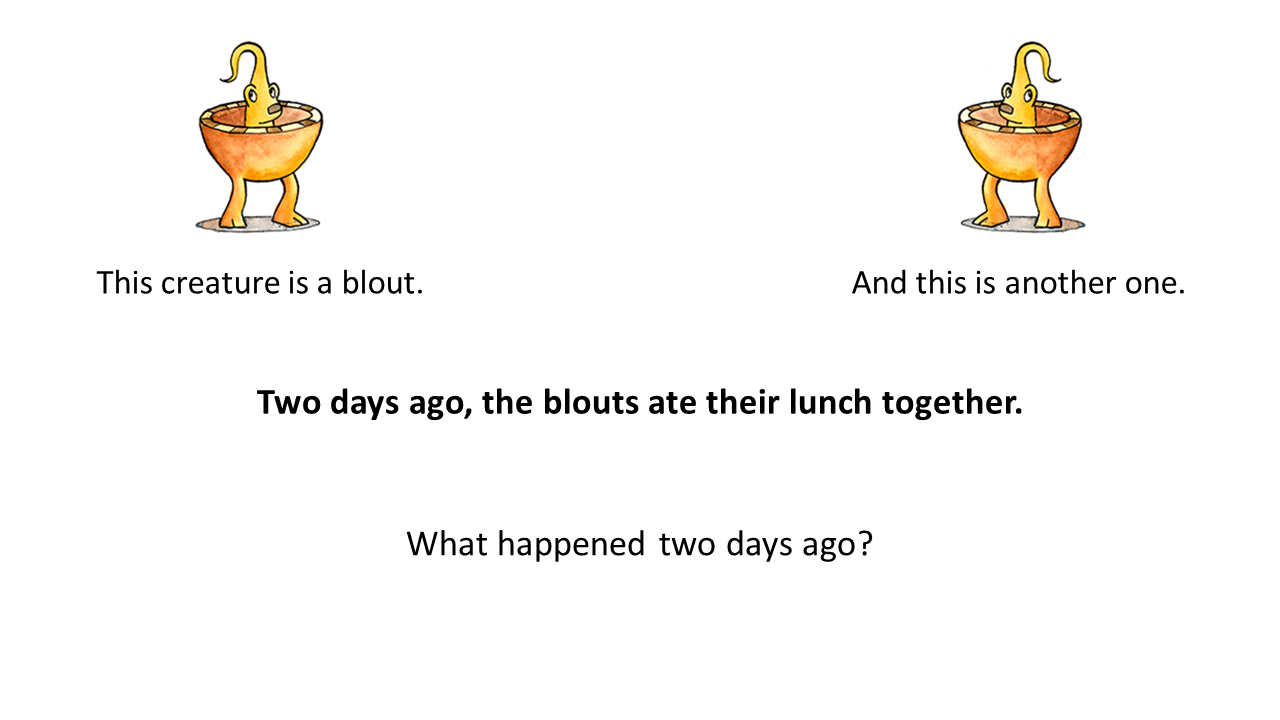 This creature is a blout.
And this is another one.
Two days ago, the blouts ate their lunch together.
What happened two days ago?